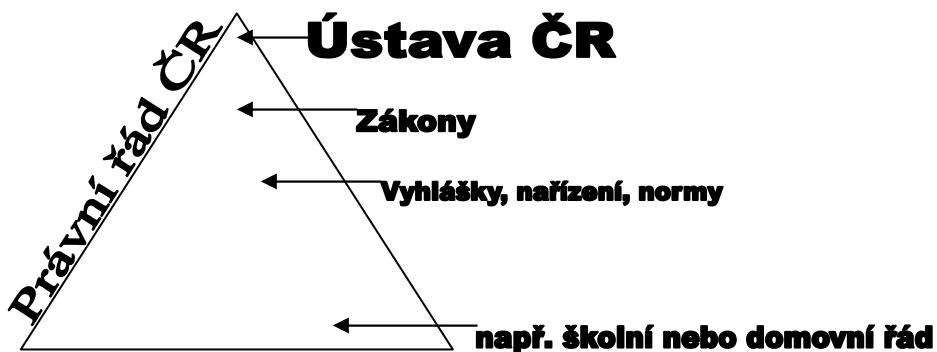 Právní řád ČR
Ústava ČR
Zákony
Vyhlášky, nařízení, normy
např. školní nebo domovní řád